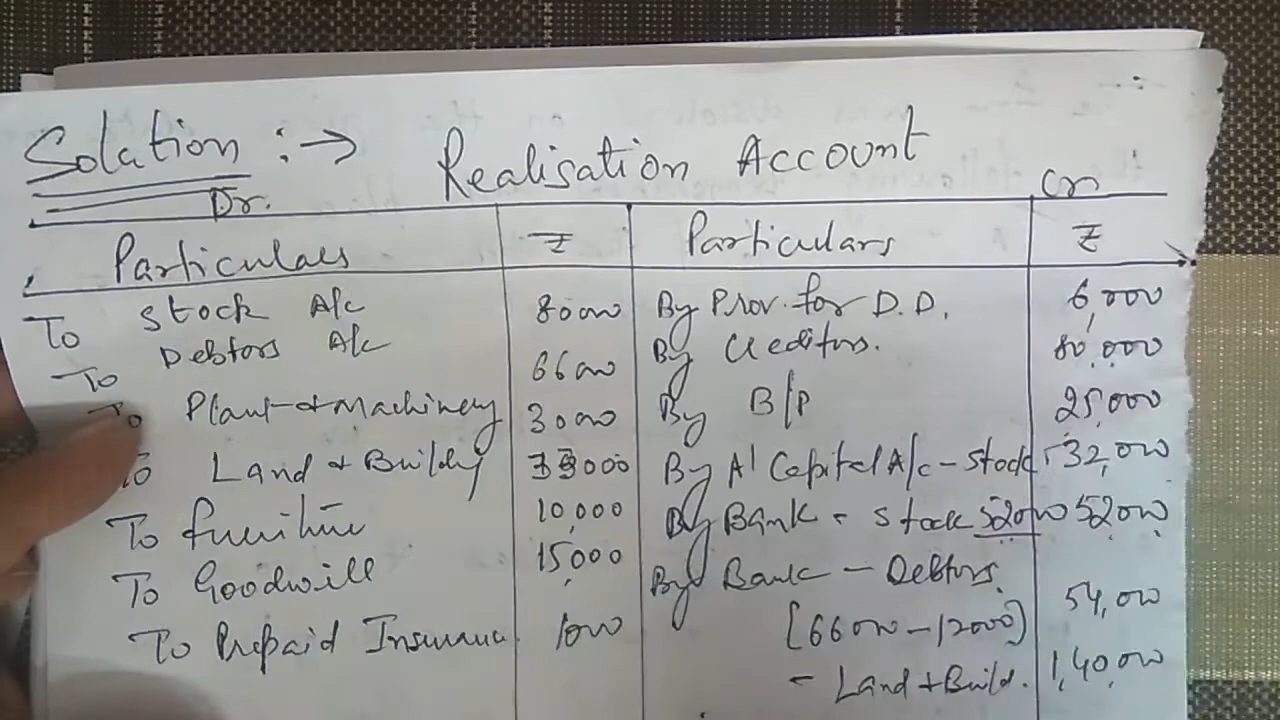 Solation :→ Realisation Account
Dr. Cr
Particulars ₹ Particulars ₹
To Stock A/c 80000 By Prov. for D.D. 6,000
To Debtors A/c 66000 By Creditors. 80,000
To Plant & Machinery 30000 By B/P 25,000
To Land & Building By A' Capital A/c - Stock 32,000
To Furniture 10,000 By Bank - Stock 52000 52000
To Goodwill 15,000 By Bank - Debtors.
[66000-12000] 54,000
To Prepaid Insurance 1000
- Land + Build. 1,40,000